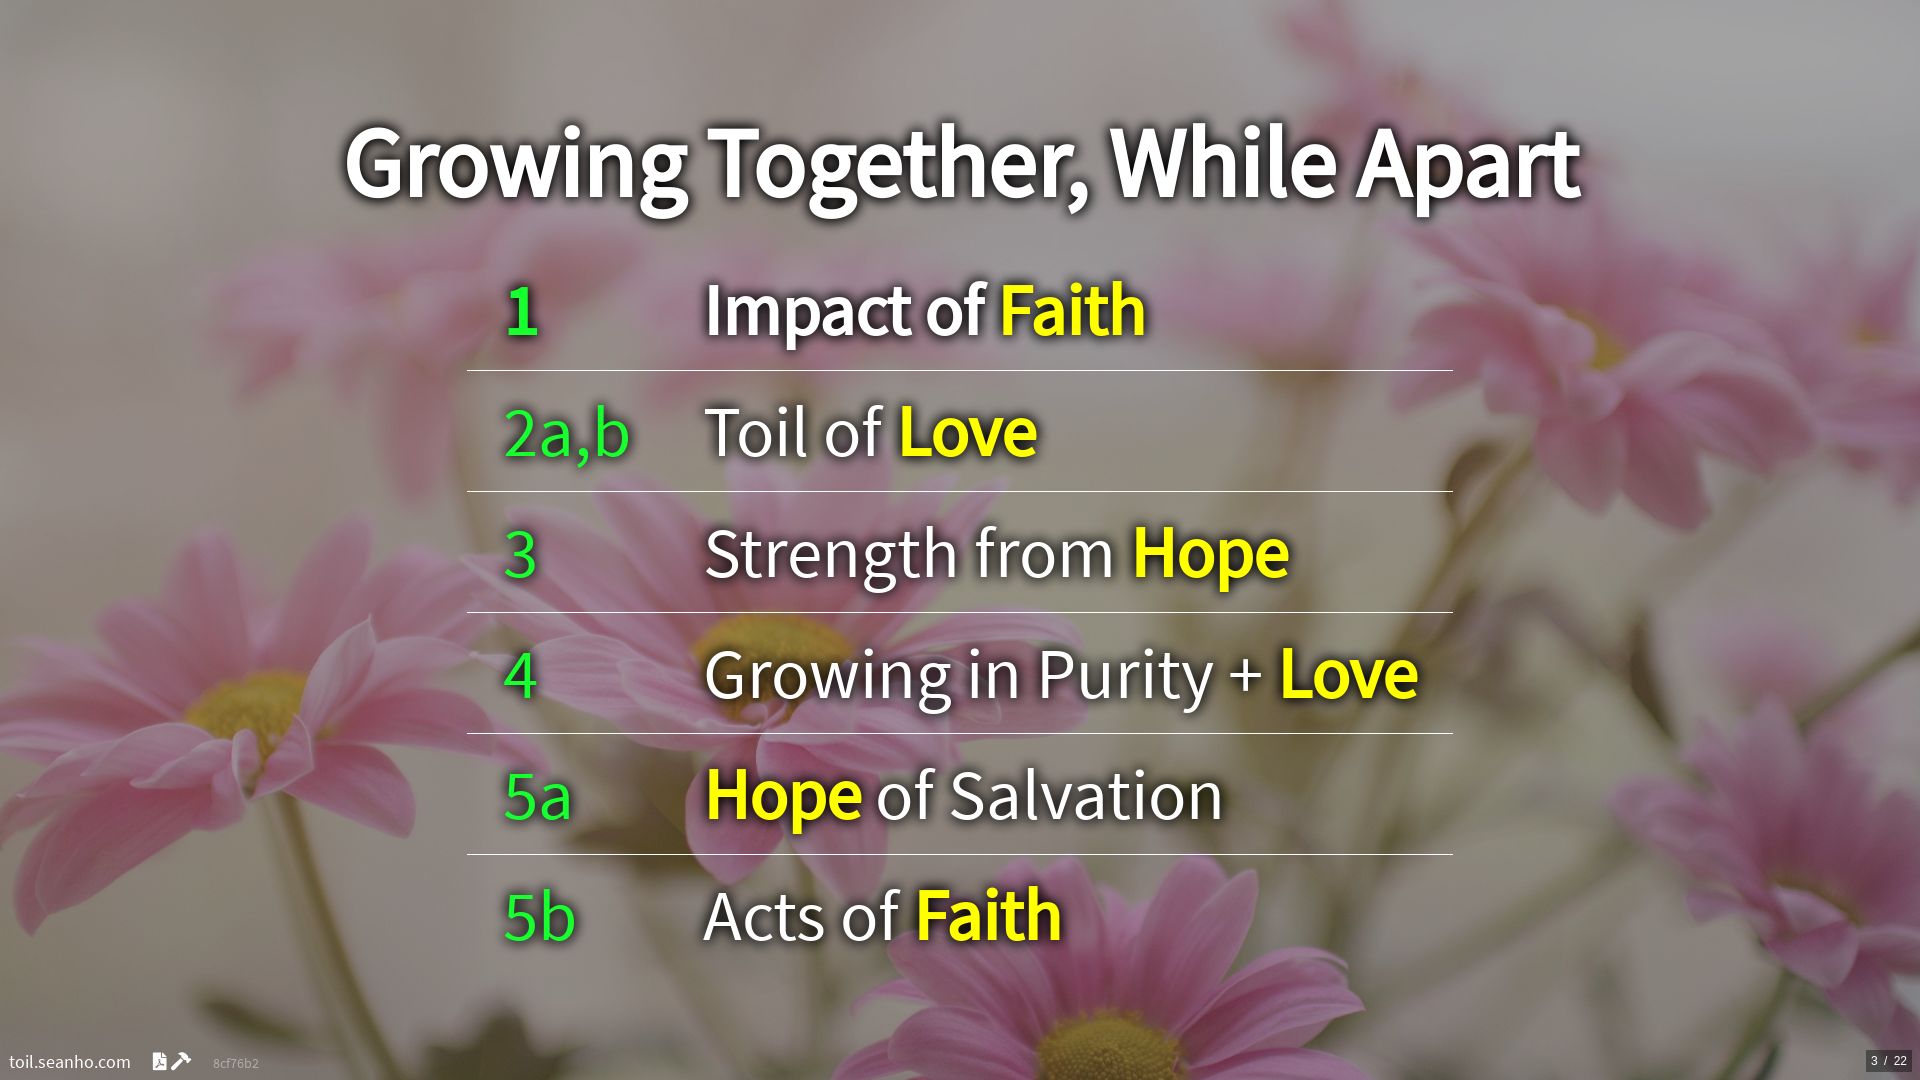 Growing Together, While Apart
1 Impact of Faith
2a,b Toil of Love
3 Strength from Hope
4 Growing in Purity + Love
5a Hope of Salvation
5b Acts of Faith
toil.seanho.com 8cf76b2
3 / 22